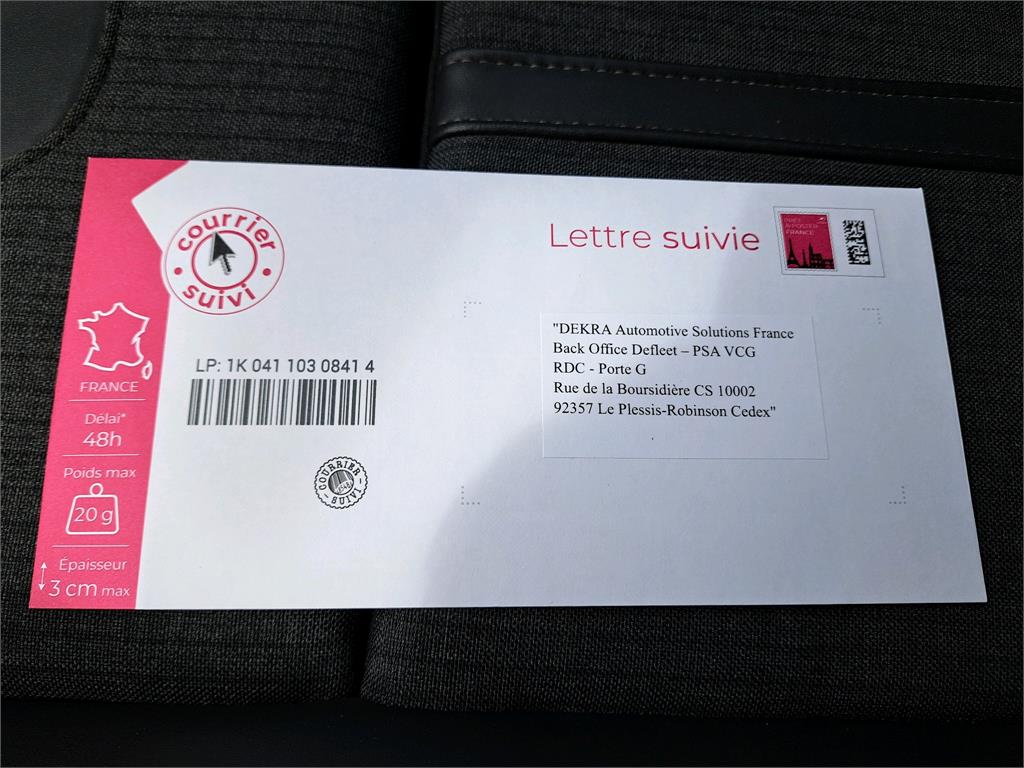 courrier
suivi
Lettre suivie
PRÊT
À POSTER
FRANCE
"DEKRA Automotive Solutions France
Back Office Defleet – PSA VCG
RDC - Porte G
Rue de la Boursidière CS 10002
92357 Le Plessis-Robinson Cedex"
LP: 1K 041 103 0841 4
COURRIER
SUIVI
FRANCE
Délai*
48h
Poids max
20 g
Épaisseur
3 cm max